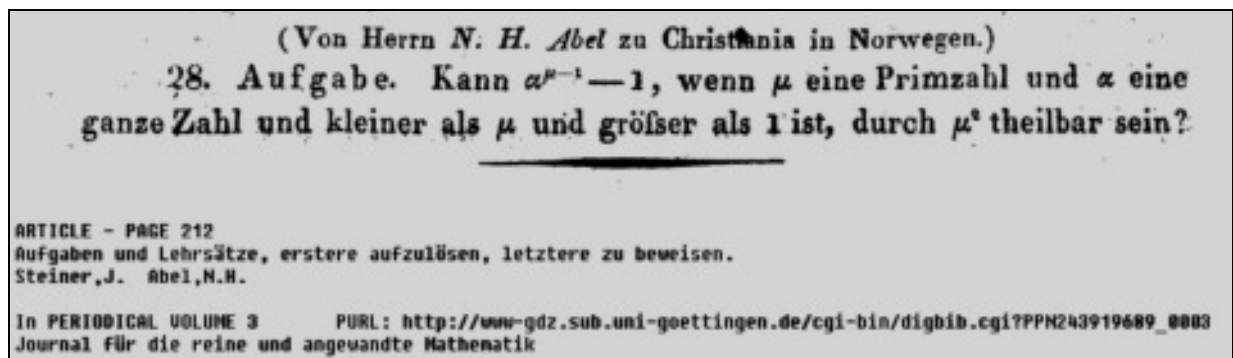 (Von Herrn N. H. Abel zu Christiania in Norwegen.)
28. Aufgabe. Kann α^{μ−1}—1, wenn μ eine Primzahl und α eine
ganze Zahl und kleiner als μ und gröſser als 1 ist, durch μ² theilbar sein?
ARTICLE - PAGE 212
Aufgaben und Lehrsätze, erstere aufzulösen, letztere zu beweisen.
Steiner,J. Abel,N.H.
In PERIODICAL VOLUME 3 PURL: http://www-gdz.sub.uni-goettingen.de/cgi-bin/digbib.cgi?PPN243919689_0003
Journal für die reine und angewandte Mathematik